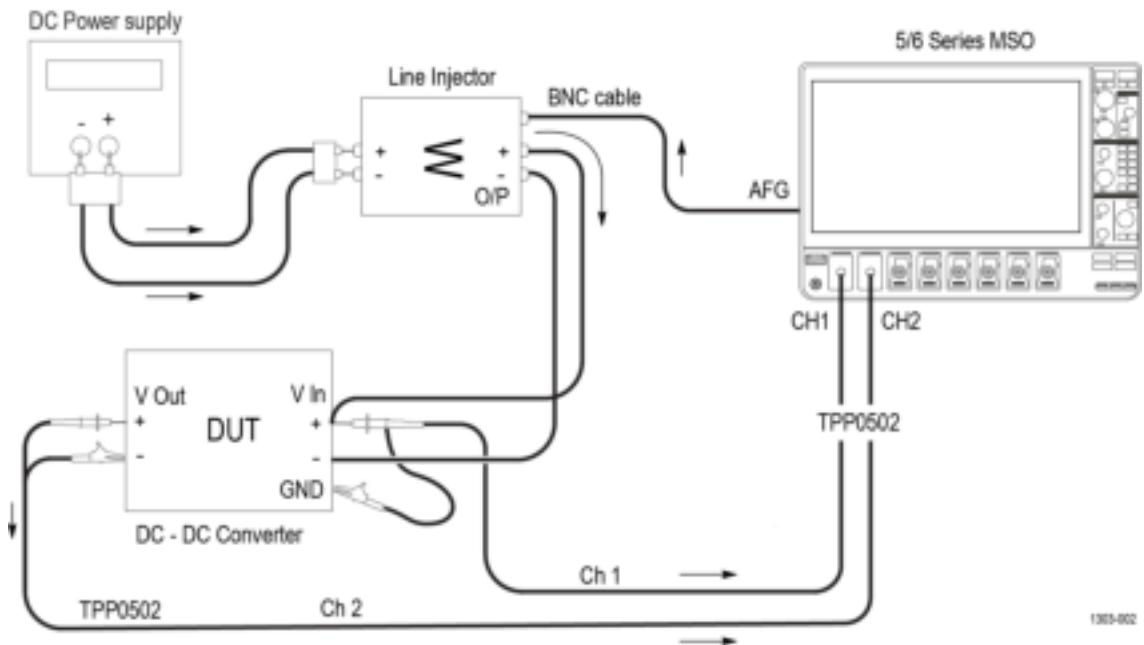 DC Power supply
5/6 Series MSO
Line Injector
BNC cable
- +
+ +
- -
O/P
AFG
CH1 CH2
V Out V In
+ DUT +
- -
GND
TPP0502
DC - DC Converter
Ch 1
TPP0502 Ch 2
1303-002